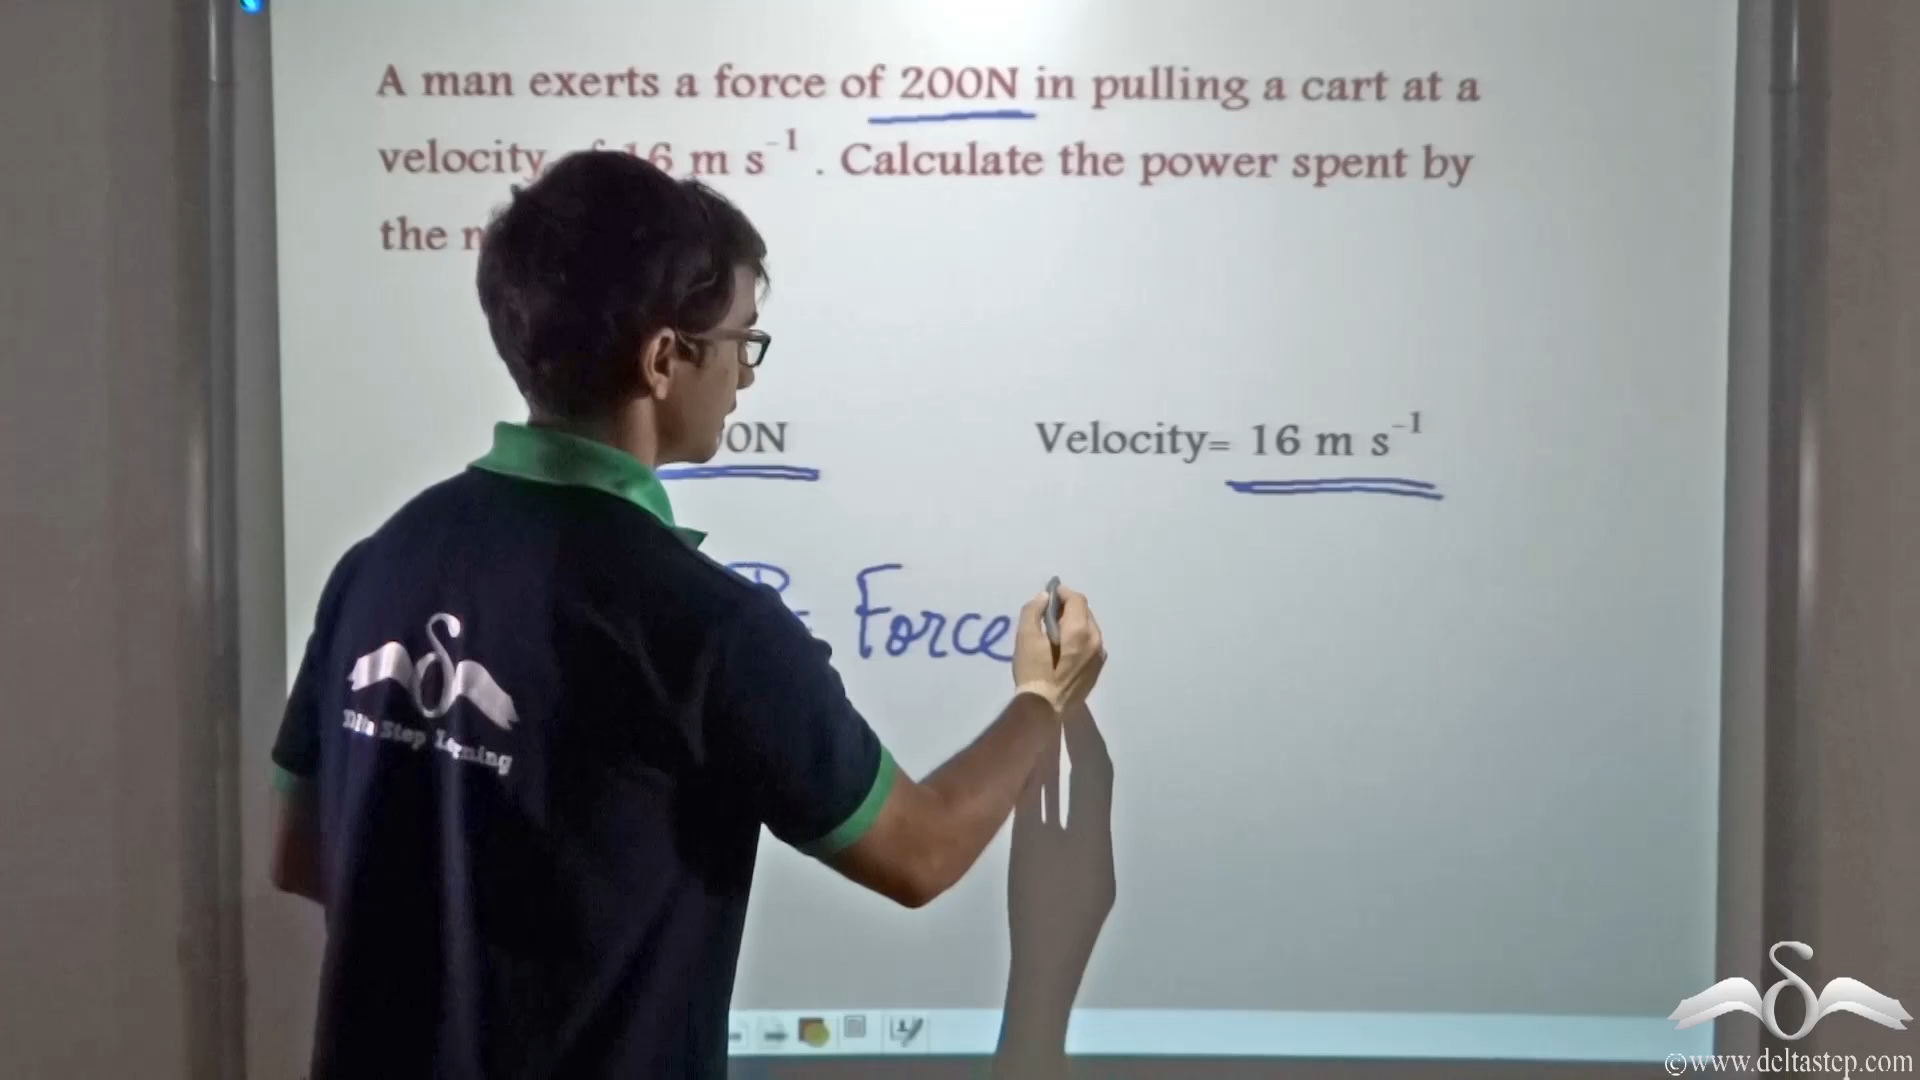 A man exerts a force of 200N in pulling a cart at a
velocity 16 m s⁻¹ . Calculate the power spent by
the
Velocity= 16 m s⁻¹
P= Force
Delta Step Learning
©www.deltastep.com